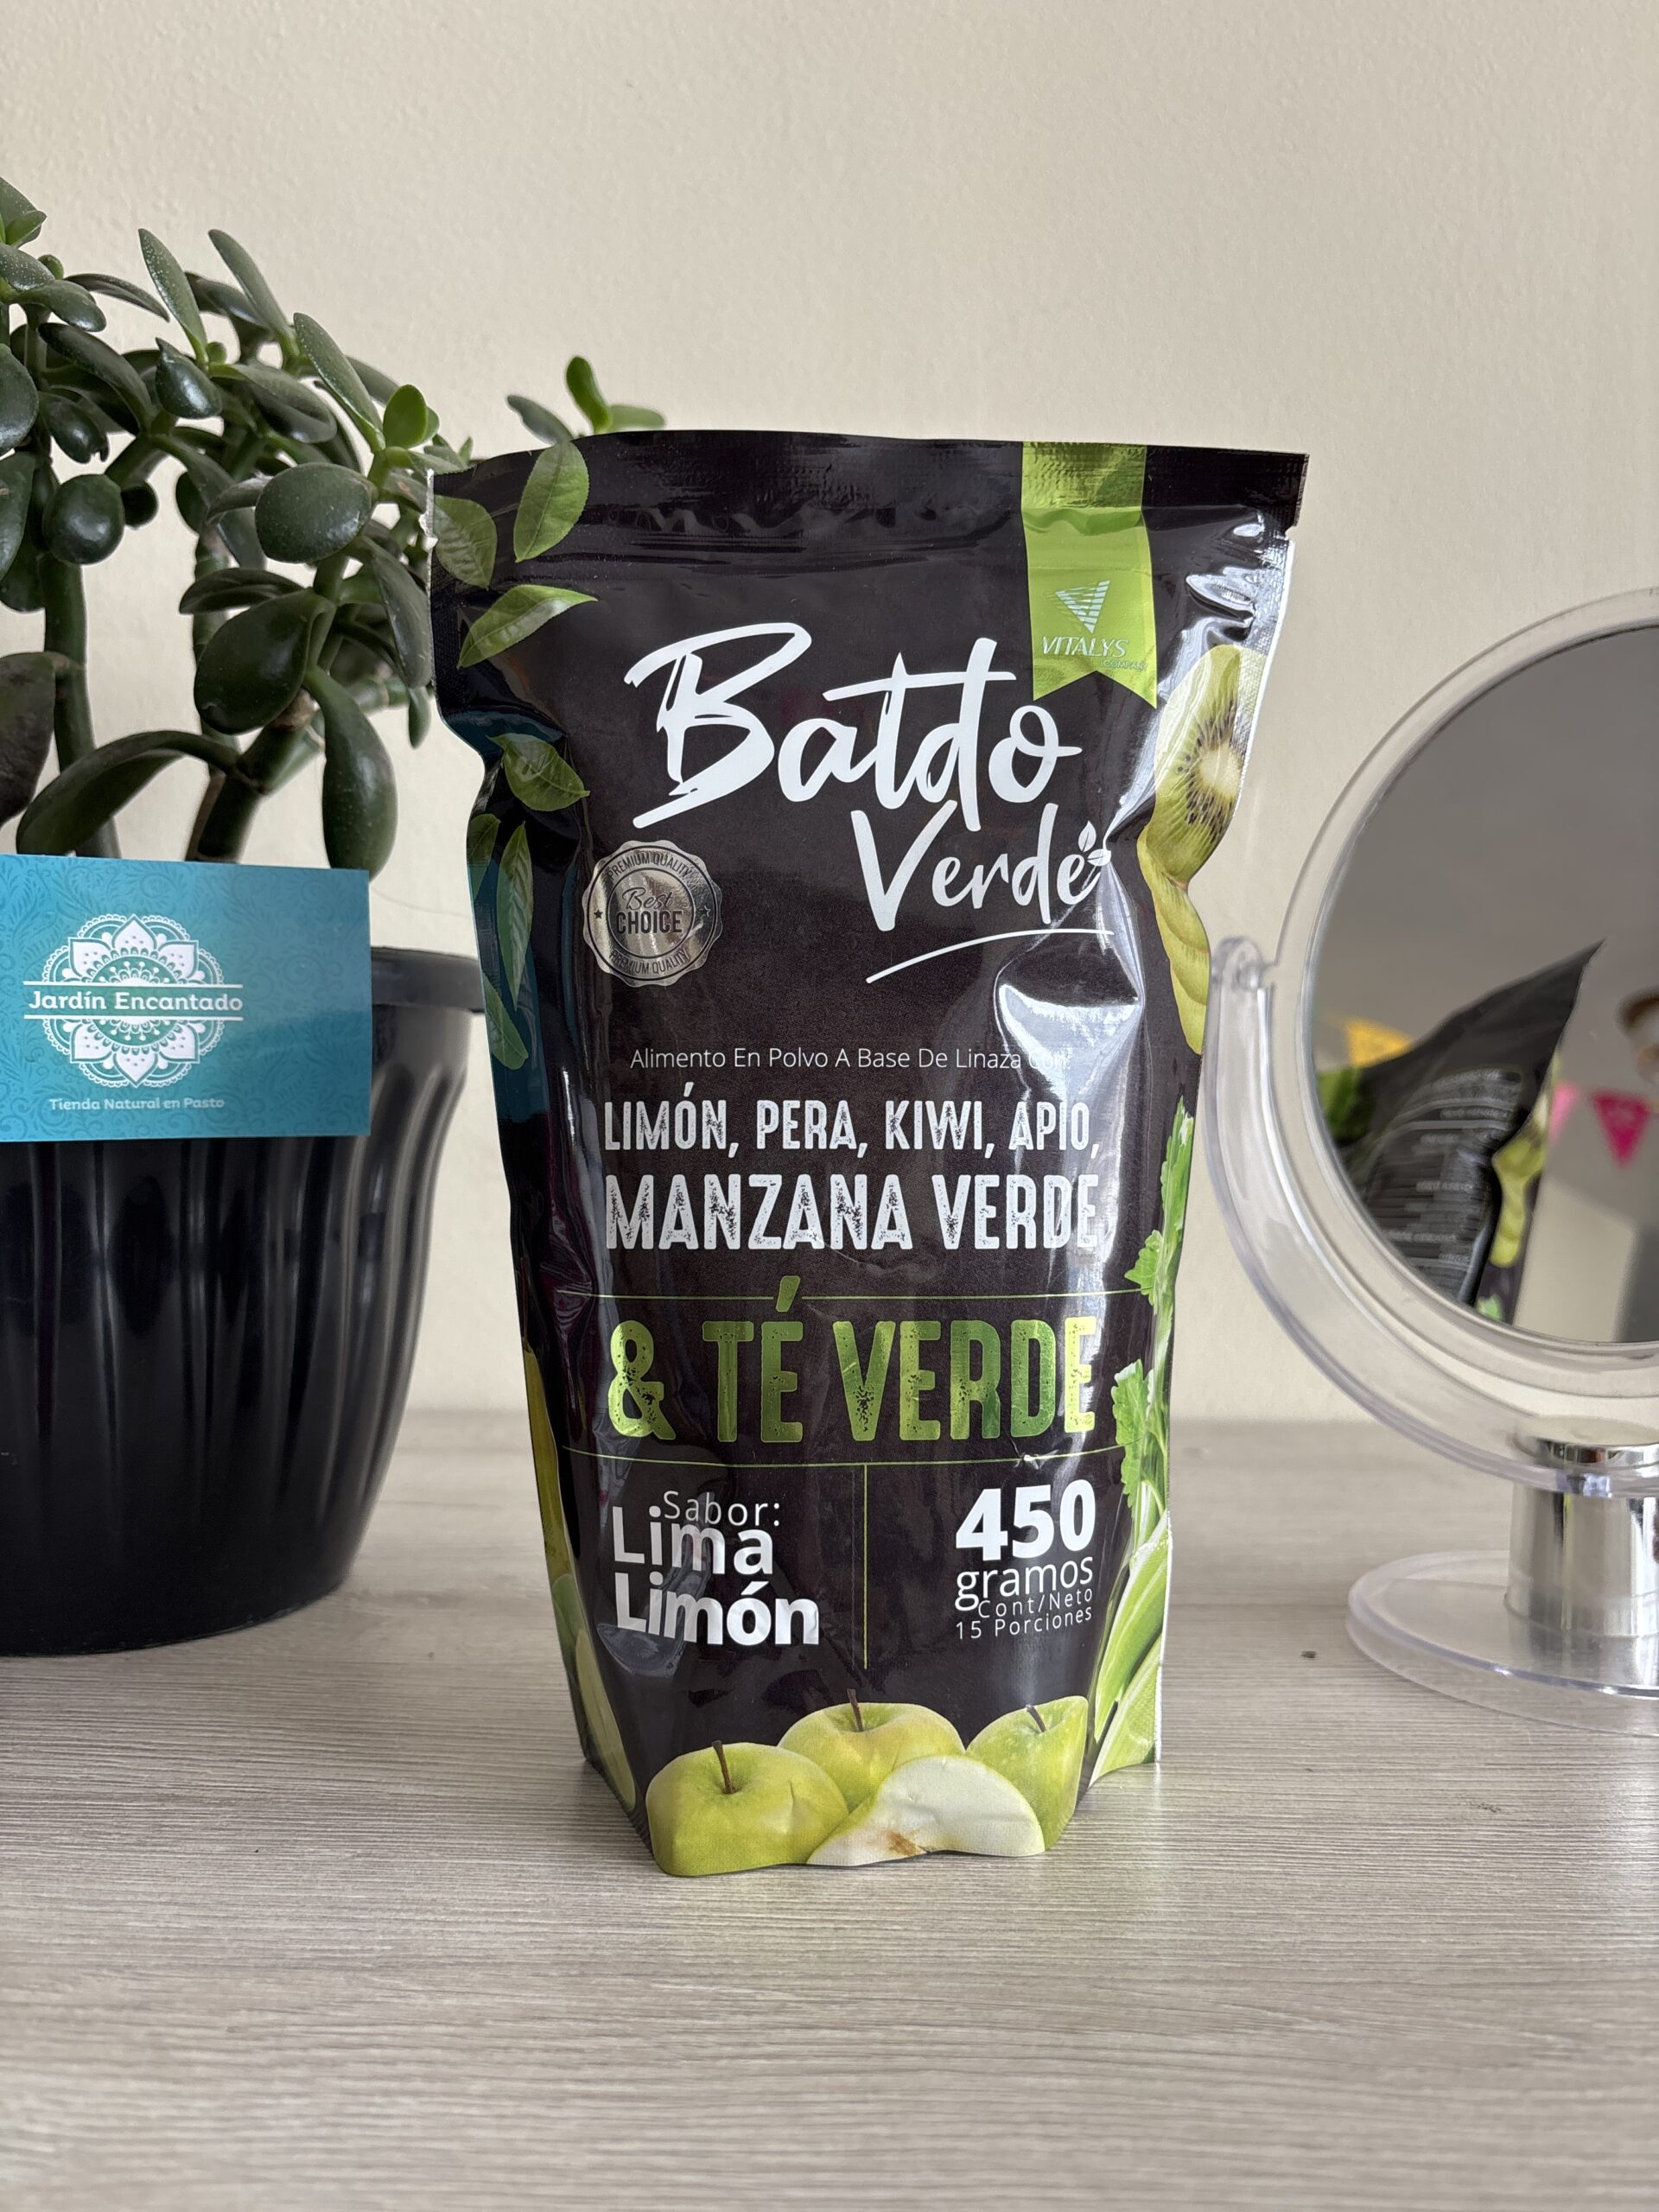 VITALYS
Batdo
Verde
PREMIUM QUALITY
Best
CHOICE
PREMIUM QUALITY
Alimento En Polvo A Base De Linaza Con:
LIMÓN, PERA, KIWI, APIO,
MANZANA VERDE
& TÉ VERDE
Sabor:
Lima
Limón
450
gramos
Cont/Neto
15 Porciones
Jardín Encantado
Tienda Natural en Pasto